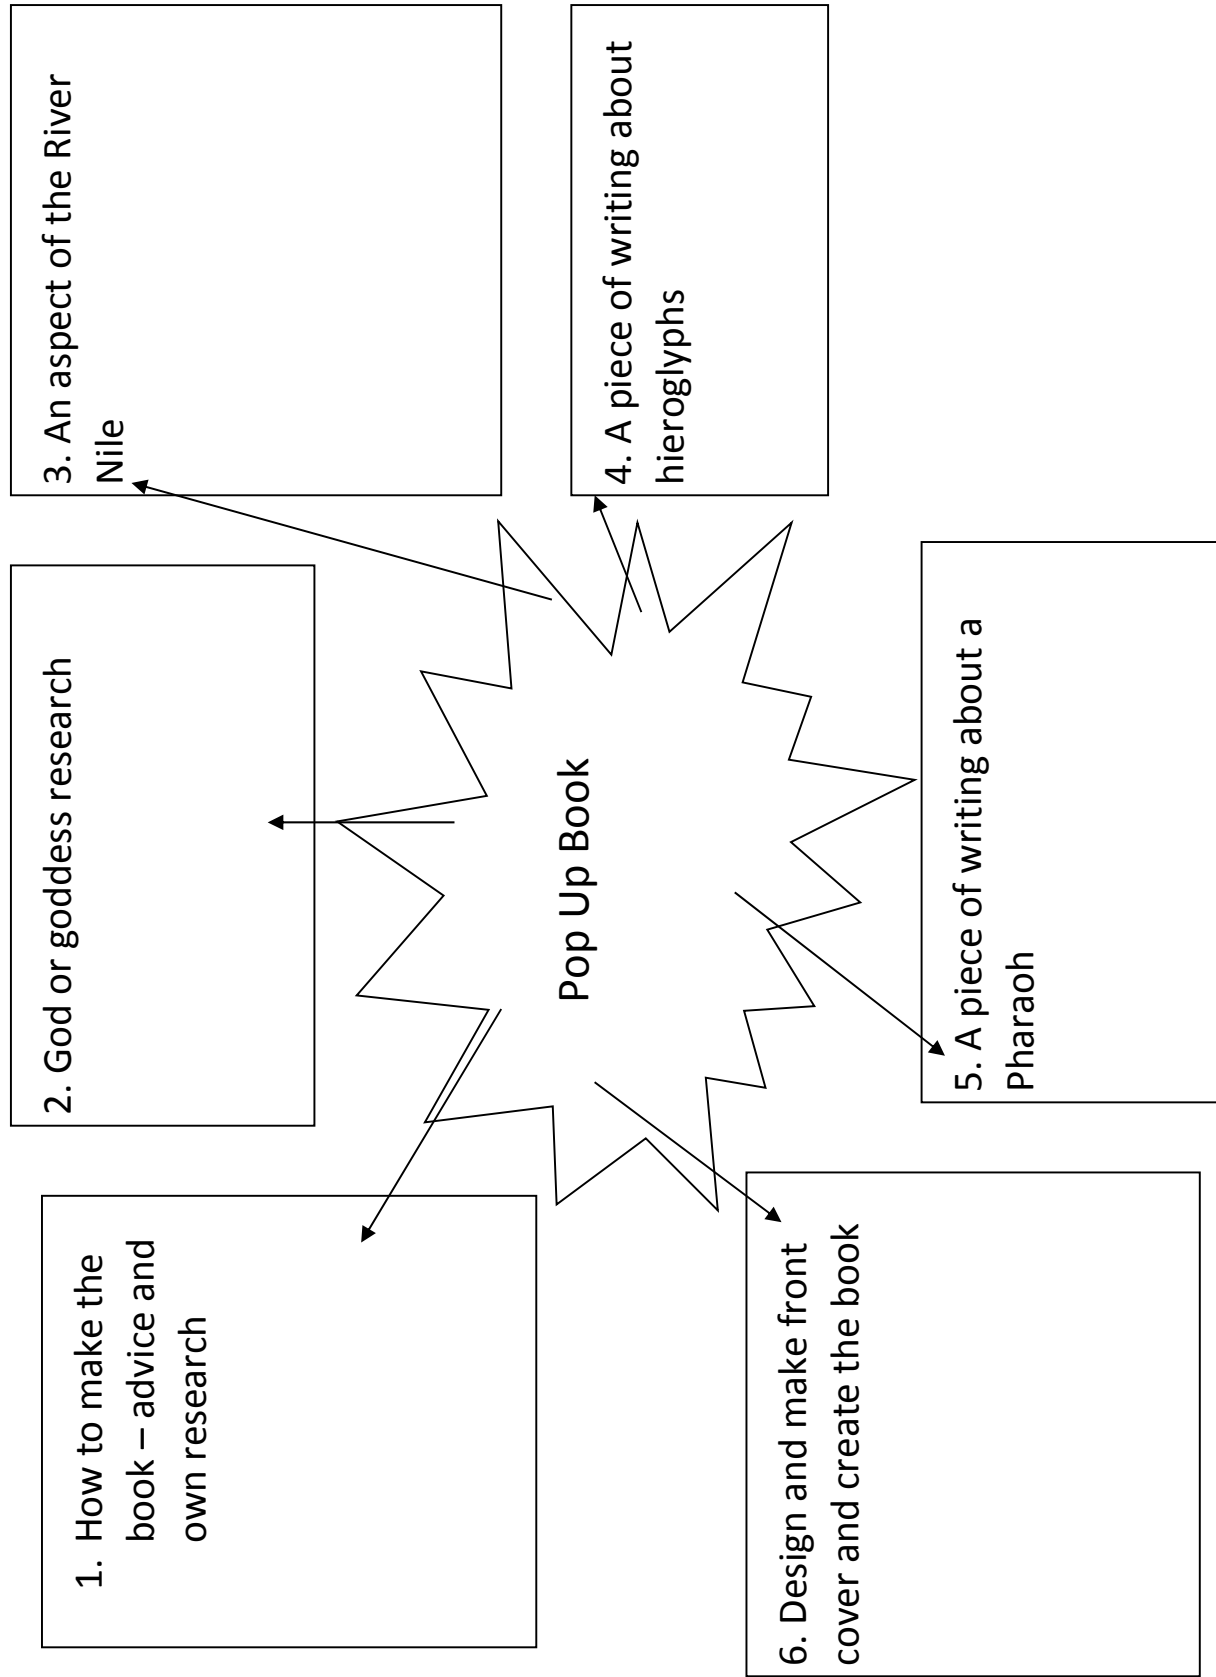 1. How to make the
book – advice and
own research
2. God or goddess research
3. An aspect of the River
Nile
Pop Up Book
4. A piece of writing about
hieroglyphs
5. A piece of writing about a
Pharaoh
6. Design and make front
cover and create the book